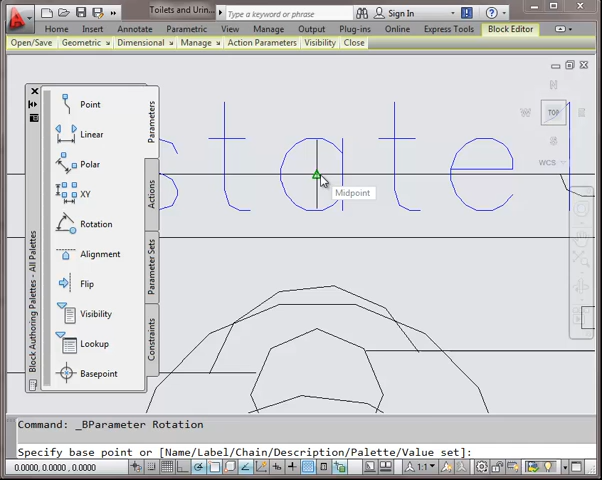 Toilets and Urin...
Type a keyword or phrase
Sign In
Home Insert Annotate Parametric View Manage Output Express Tools Block Editor
Open/Save Geometric Dimensional Manage Action Parameters Visibility Close
N
W TOP E
S
WCS
state
Midpoint
Block Authoring Palettes - All Palettes
Point
Linear
Polar
XY
Rotation
Alignment
Flip
Visibility
Lookup
Basepoint
Parameters
Actions
Parameter Sets
Constraints
Command: _BParameter Rotation
Specify base point or [Name/Label/Chain/Description/Palette/Value set]:
0.0000, 0.0000, 0.0000
1:1